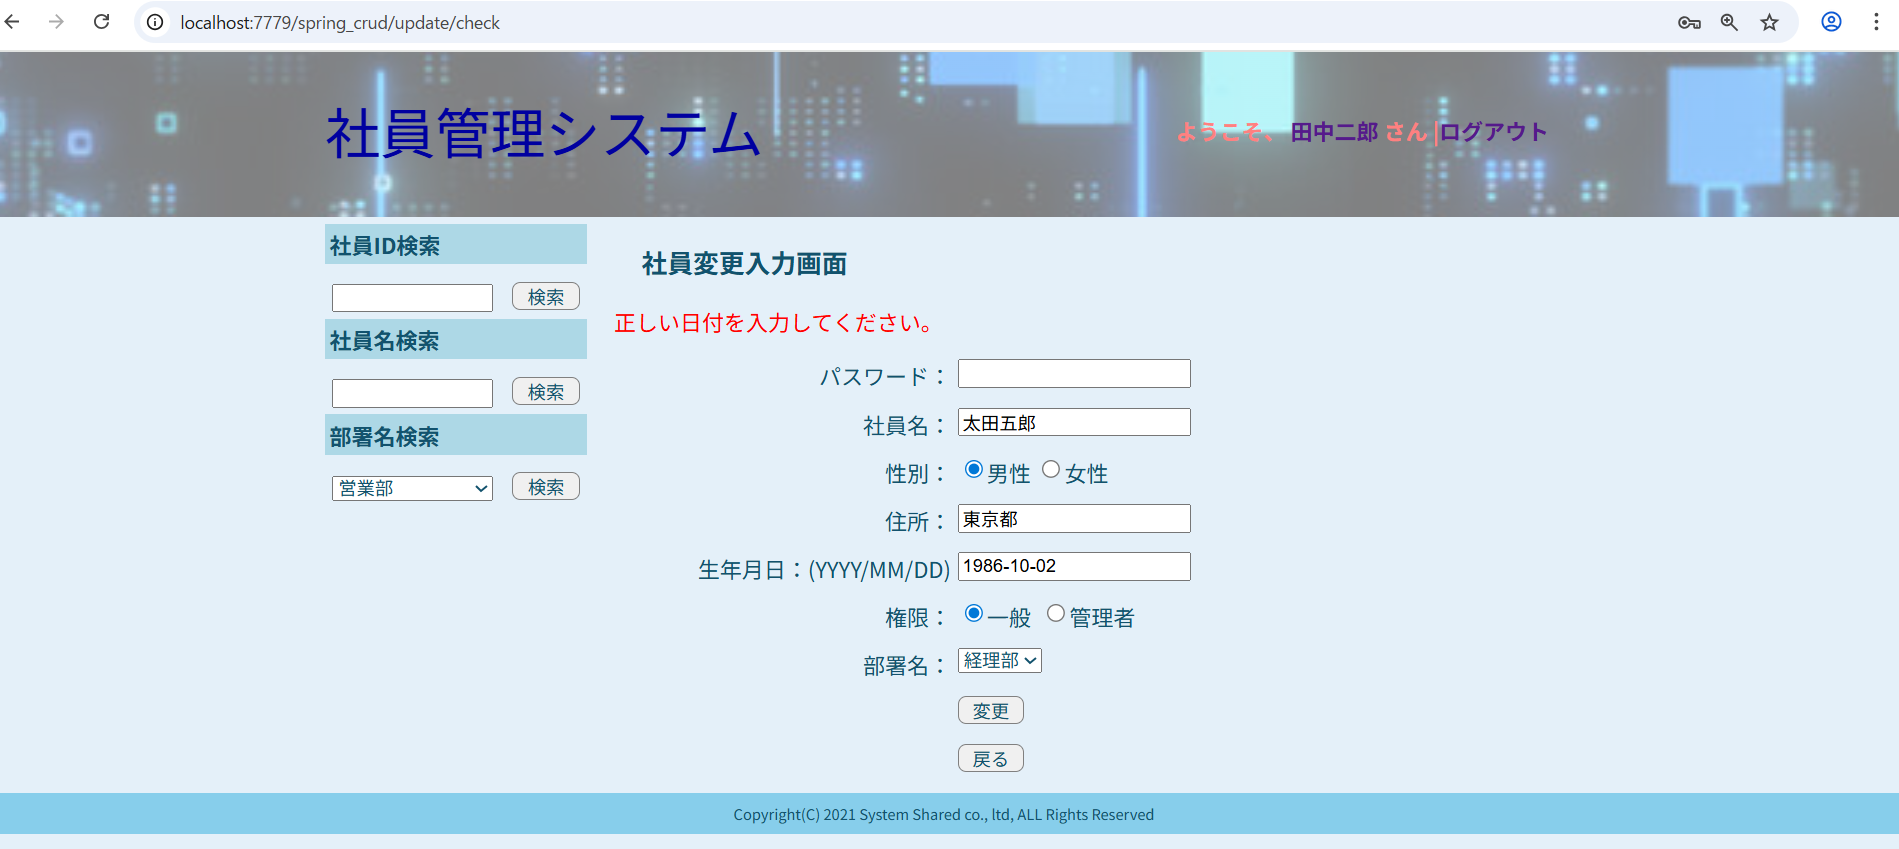 localhost:7779/spring_crud/update/check
社員管理システム
ようこそ、 田中二郎 さん |ログアウト
社員ID検索
検索
社員名検索
検索
部署名検索
営業部 検索
社員変更入力画面
正しい日付を入力してください。
パスワード：
社員名： 太田五郎
性別： 男性 女性
住所： 東京都
生年月日：(YYYY/MM/DD) 1986-10-02
権限： 一般 管理者
部署名： 経理部
変更
戻る
Copyright(C) 2021 System Shared co., ltd, ALL Rights Reserved